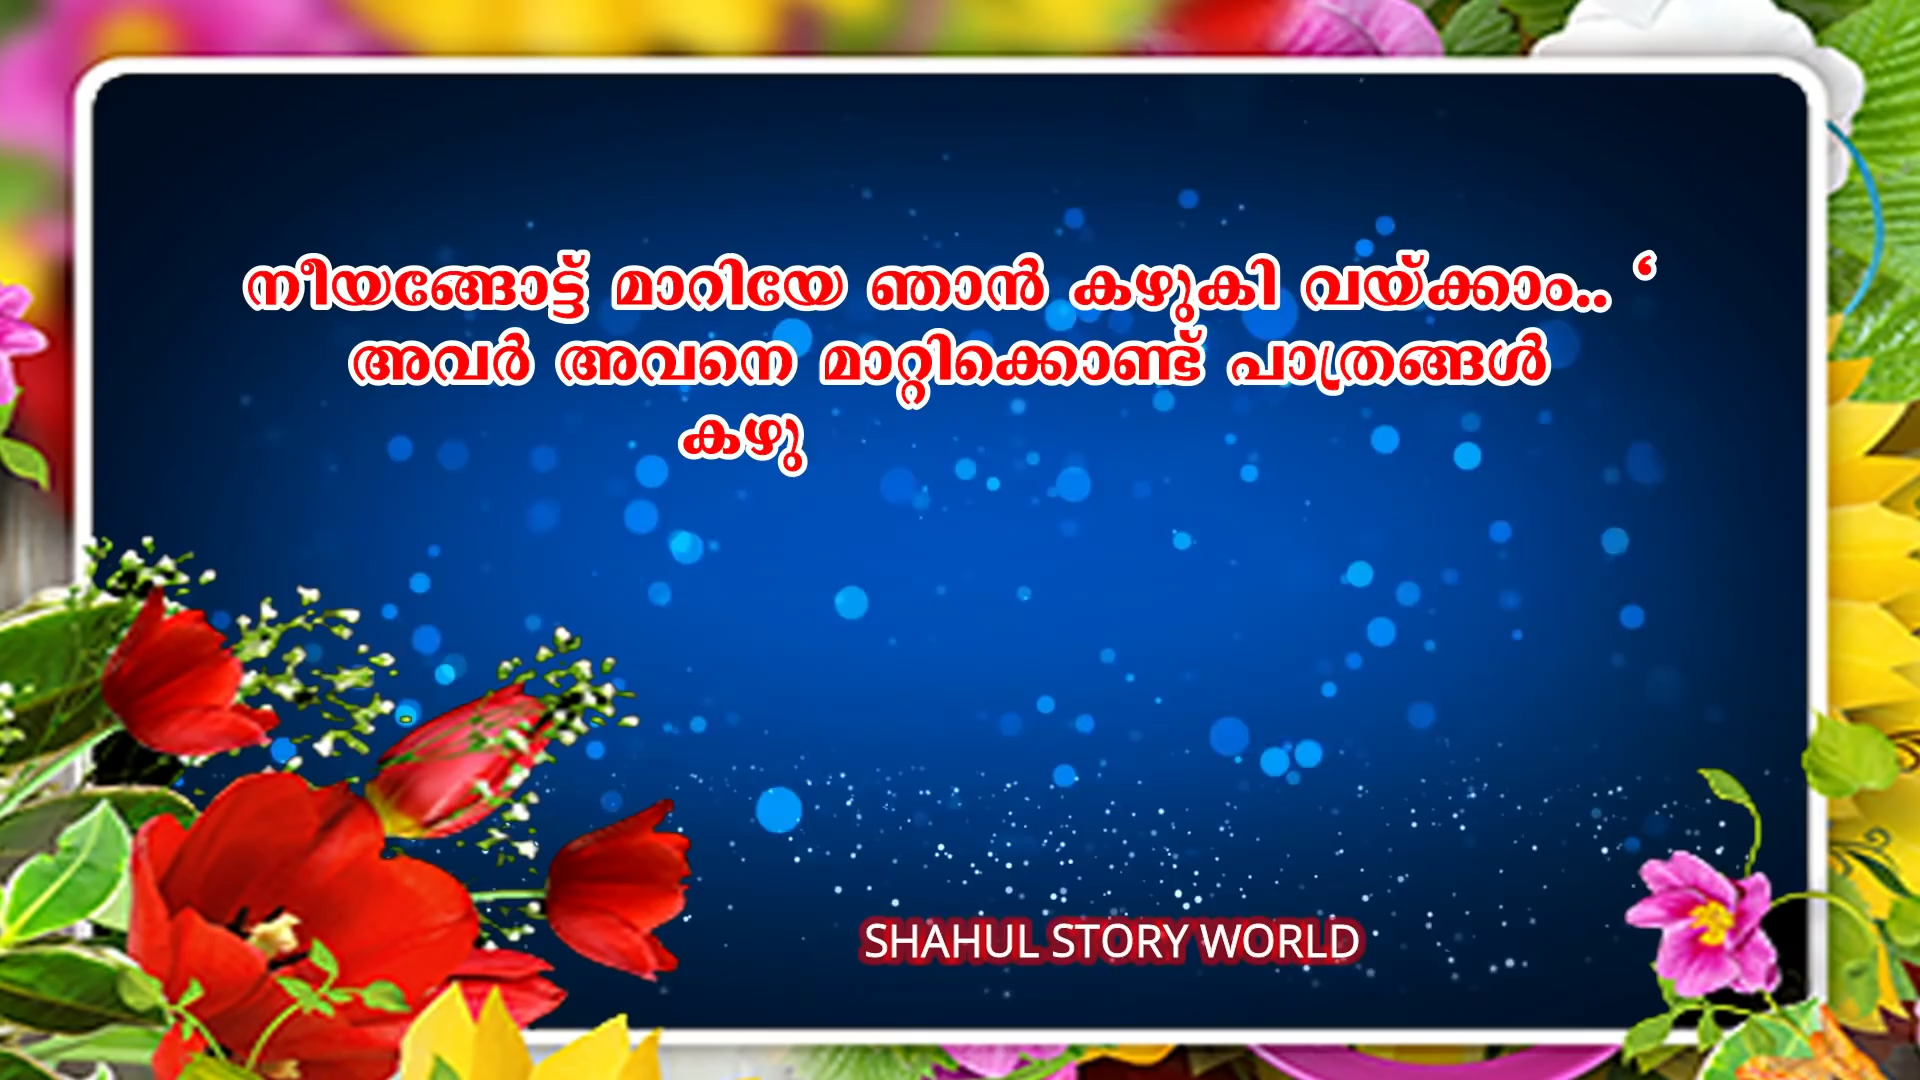 നീയങ്ങോട്ട് മാറിയേ ഞാൻ കഴുകി വയ്ക്കാം.. ‘
അവർ അവനെ മാറ്റിക്കൊണ്ട് പാത്രങ്ങൾ
കഴു
SHAHUL STORY WORLD